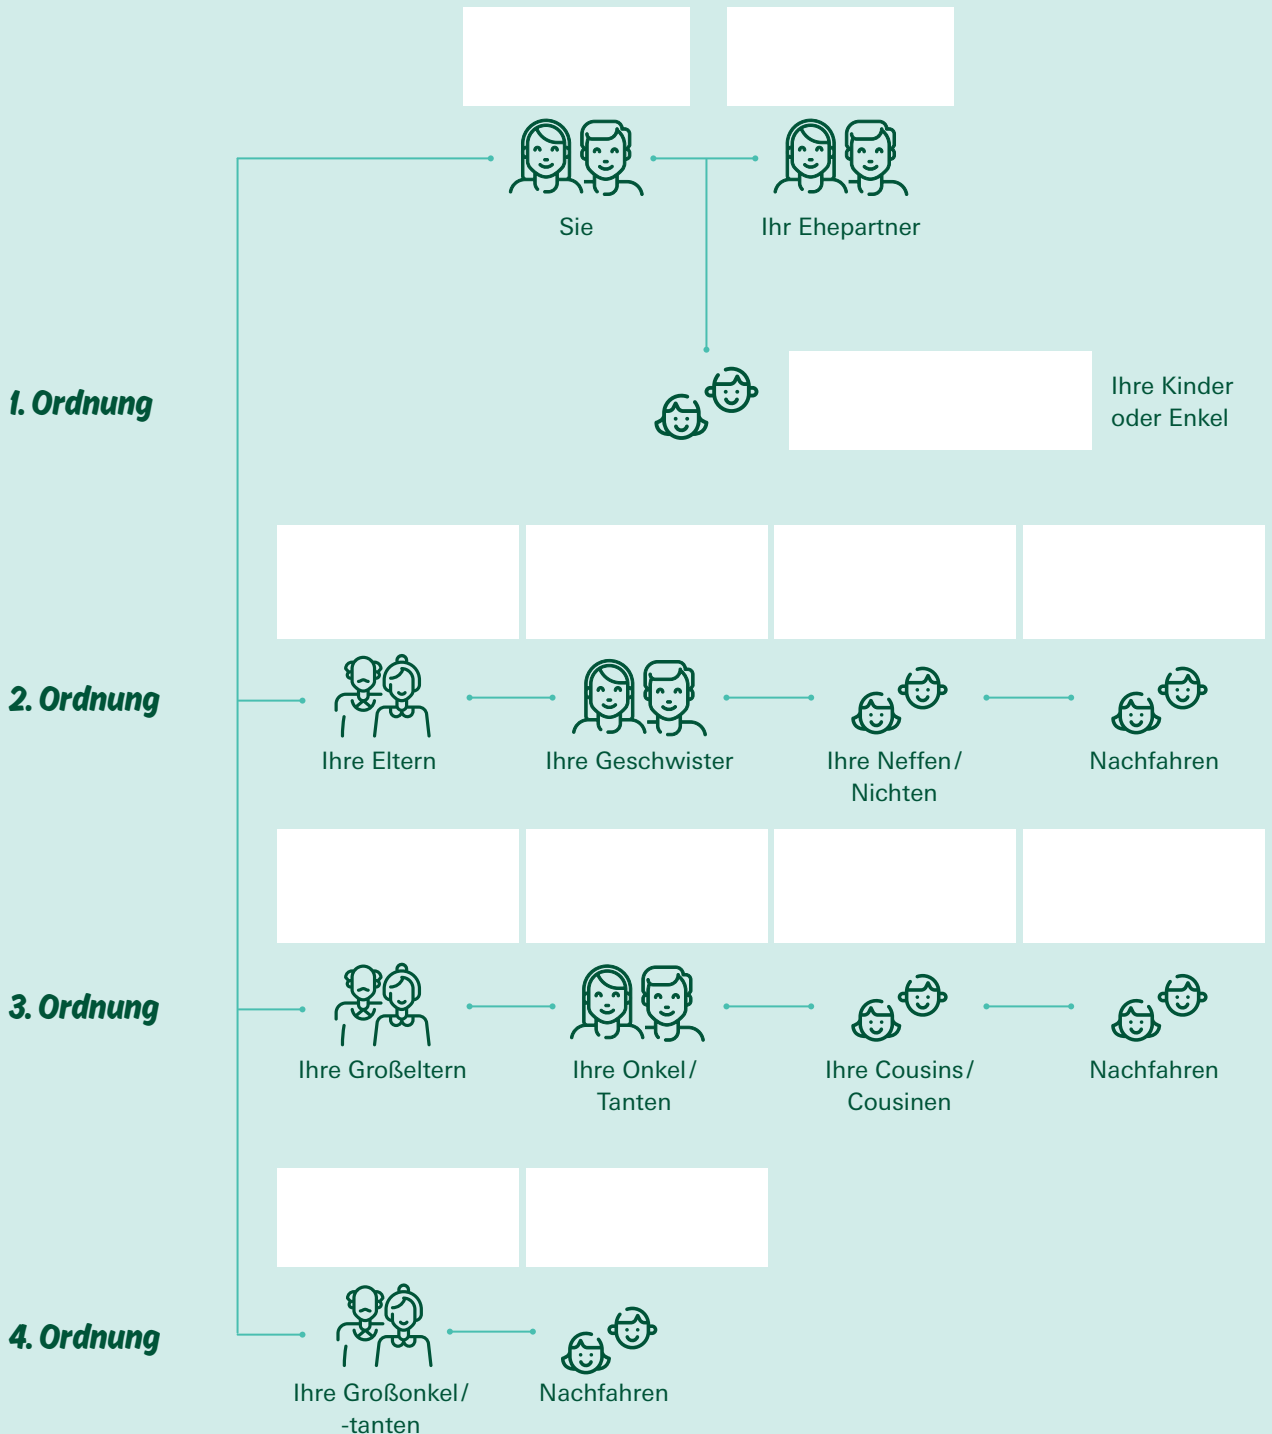 Sie
Ihr Ehepartner
1. Ordnung
Ihre Kinder
oder Enkel
2. Ordnung
Ihre Eltern
Ihre Geschwister
Ihre Neffen/
Nichten
Nachfahren
3. Ordnung
Ihre Großeltern
Ihre Onkel/
Tanten
Ihre Cousins/
Cousinen
Nachfahren
4. Ordnung
Ihre Großonkel/
-tanten
Nachfahren